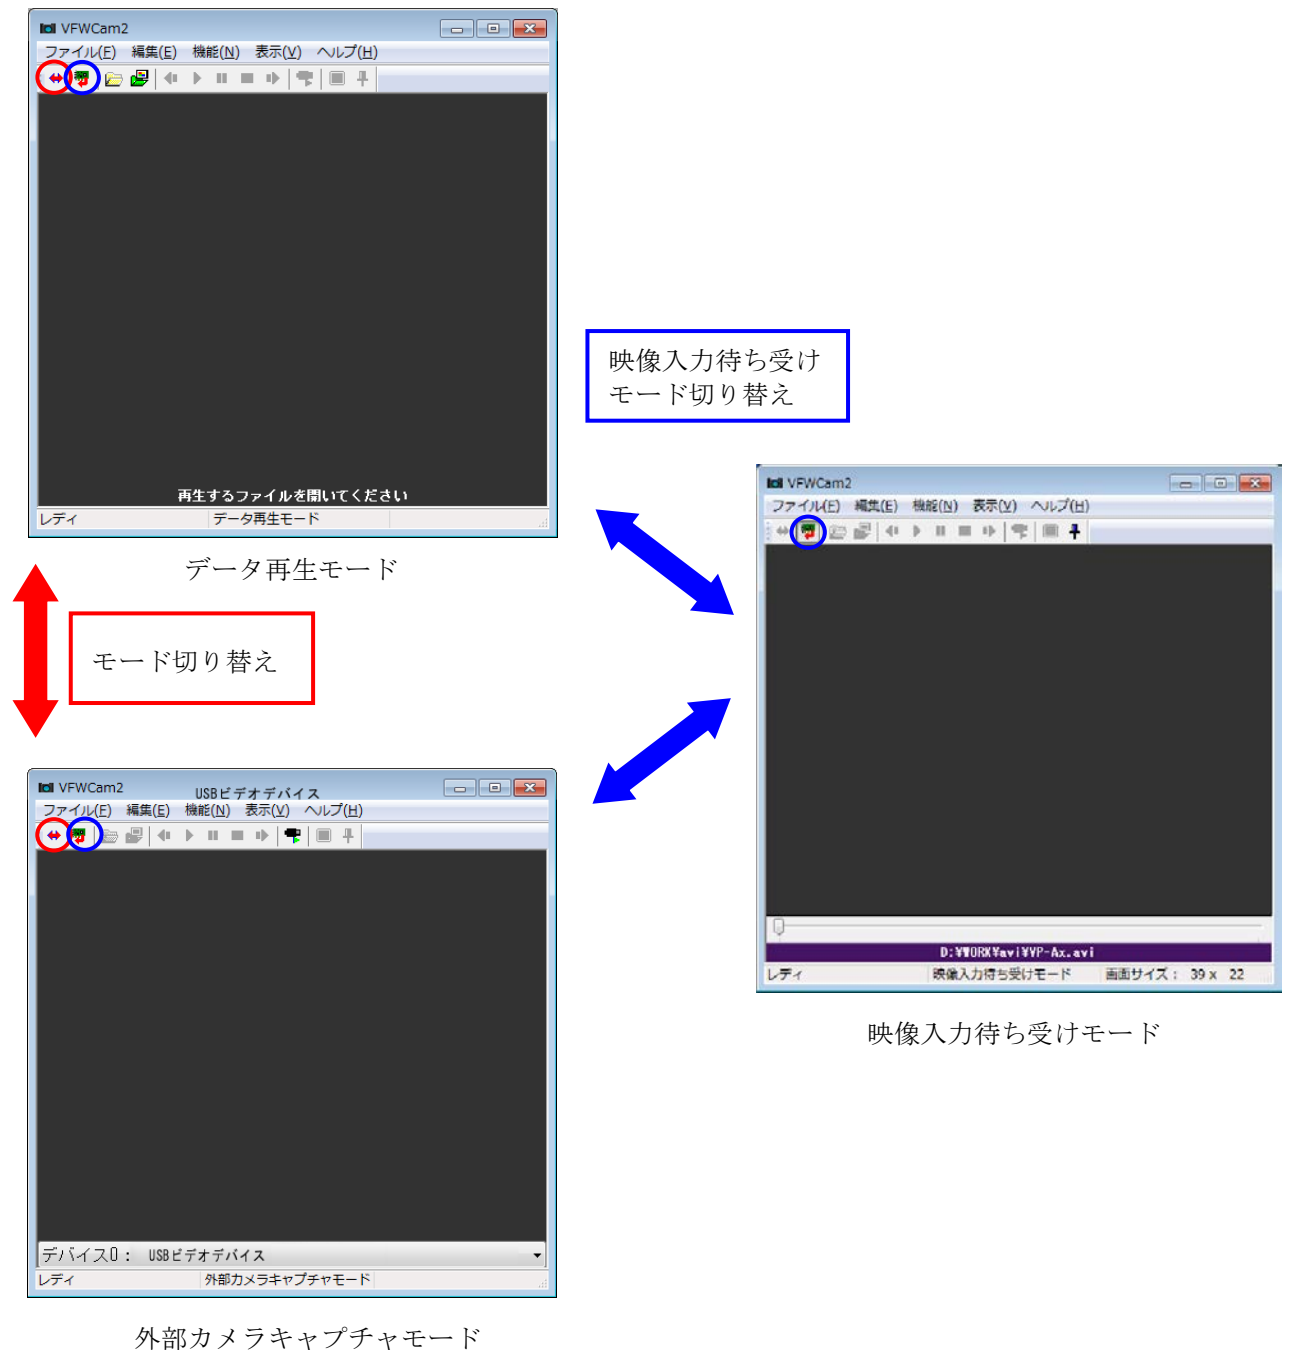 VFWCam2
ファイル(F) 編集(E) 機能(N) 表示(V) ヘルプ(H)
再生するファイルを開いてください
レディ データ再生モード
データ再生モード
映像入力待ち受け
モード切り替え
モード切り替え
VFWCam2
ファイル(F) 編集(E) 機能(N) 表示(V) ヘルプ(H)
D:¥WORK¥avi¥VP-Ax.avi
レディ 映像入力待ち受けモード 画面サイズ： 39 x 22
映像入力待ち受けモード
VFWCam2 USBビデオデバイス
ファイル(F) 編集(E) 機能(N) 表示(V) ヘルプ(H)
デバイス0： USBビデオデバイス
レディ 外部カメラキャプチャモード
外部カメラキャプチャモード